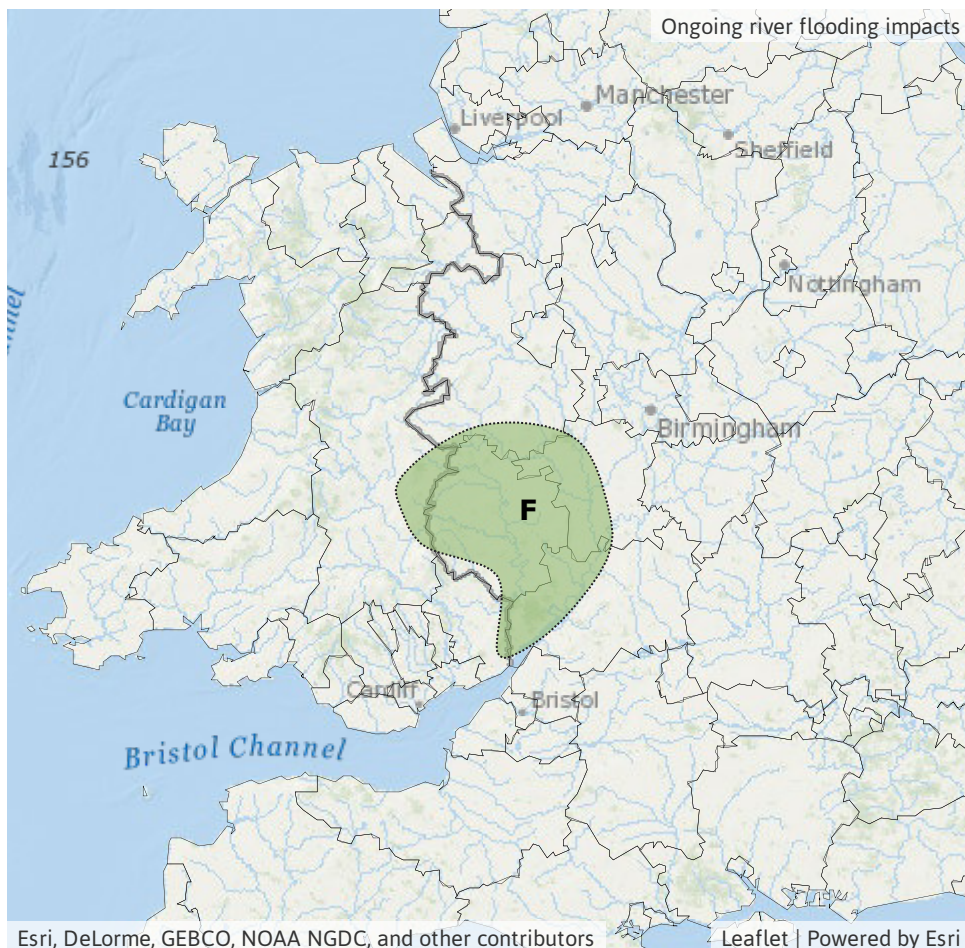 Ongoing river flooding impacts
Manchester
Liverpool
Sheffield
156
Nottingham
nnel
Cardigan
Bay
Birmingham
F
Cardiff
Bristol
Bristol Channel
Esri, DeLorme, GEBCO, NOAA NGDC, and other contributors
Leaflet | Powered by Esri